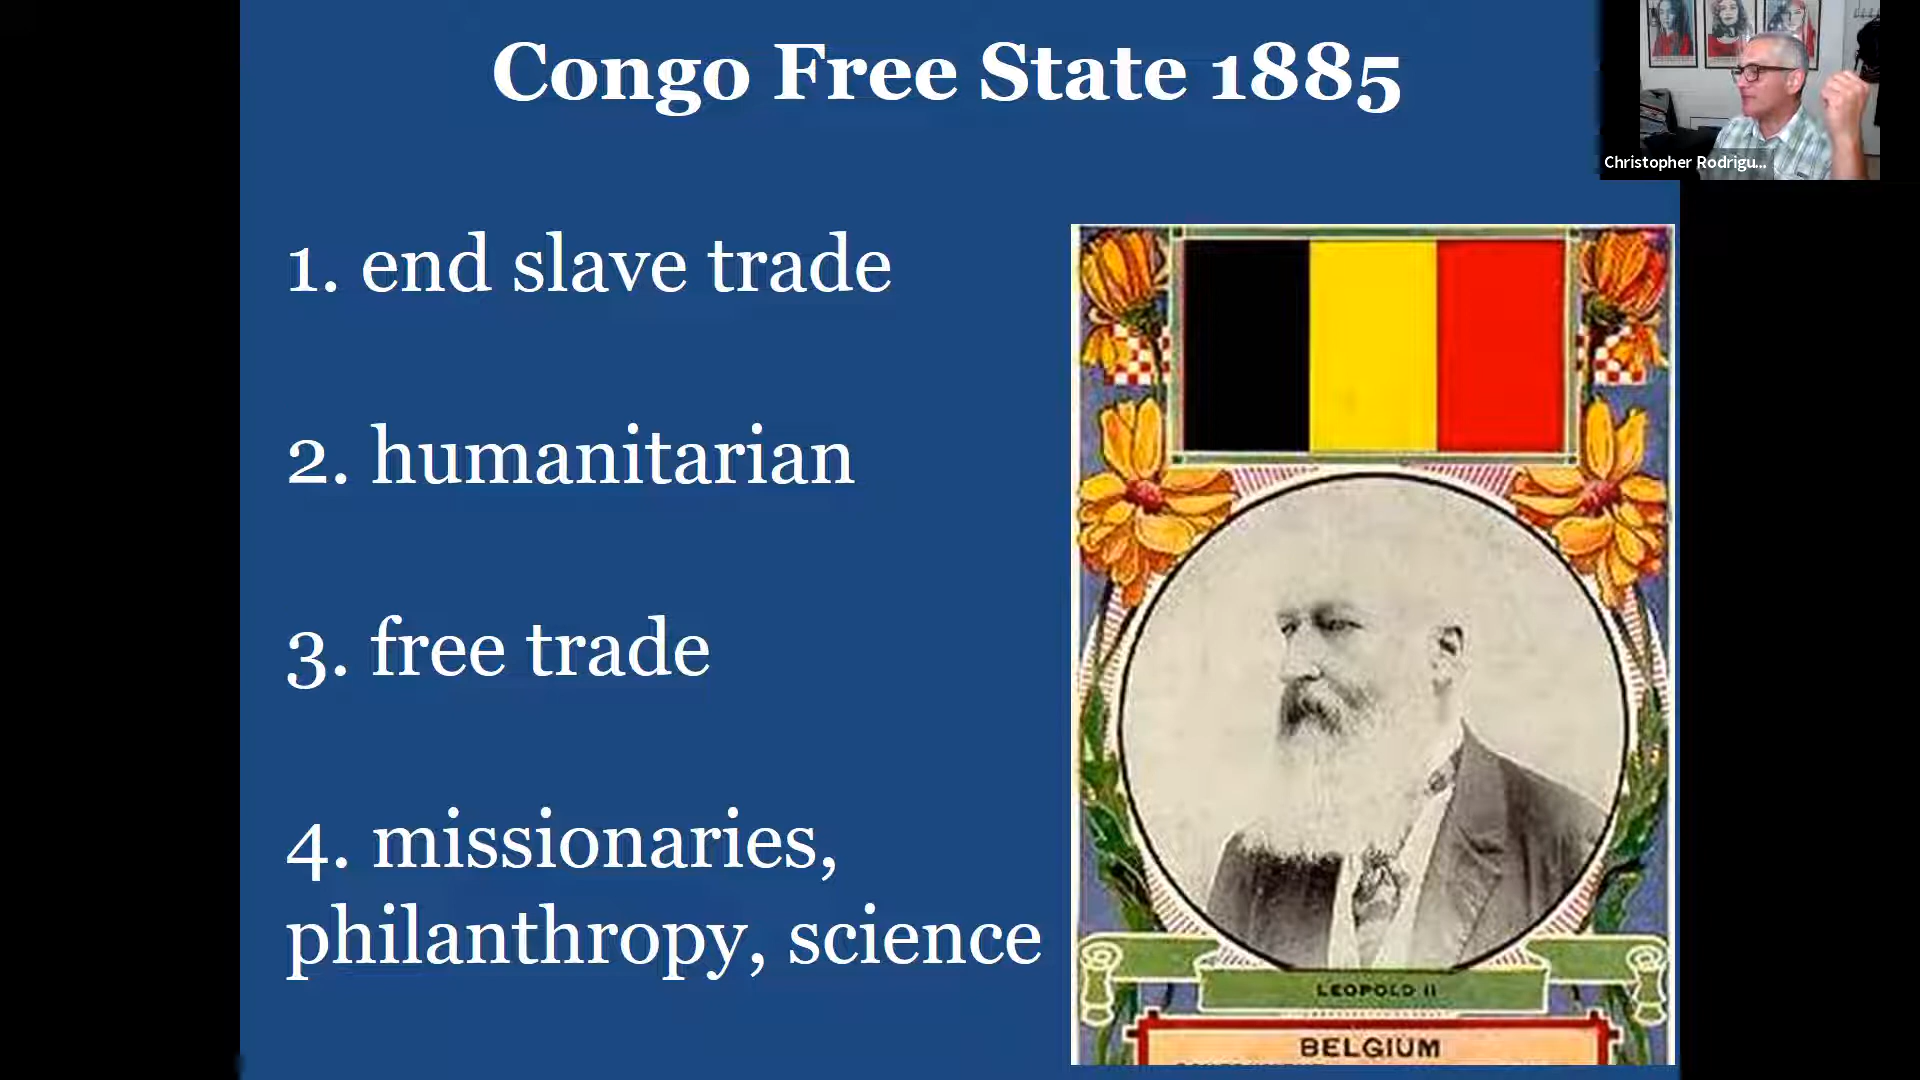 Congo Free State 1885
Christopher Rodrigu...
1. end slave trade
2. humanitarian
3. free trade
4. missionaries,
philanthropy, science
LEOPOLD II
BELGIUM